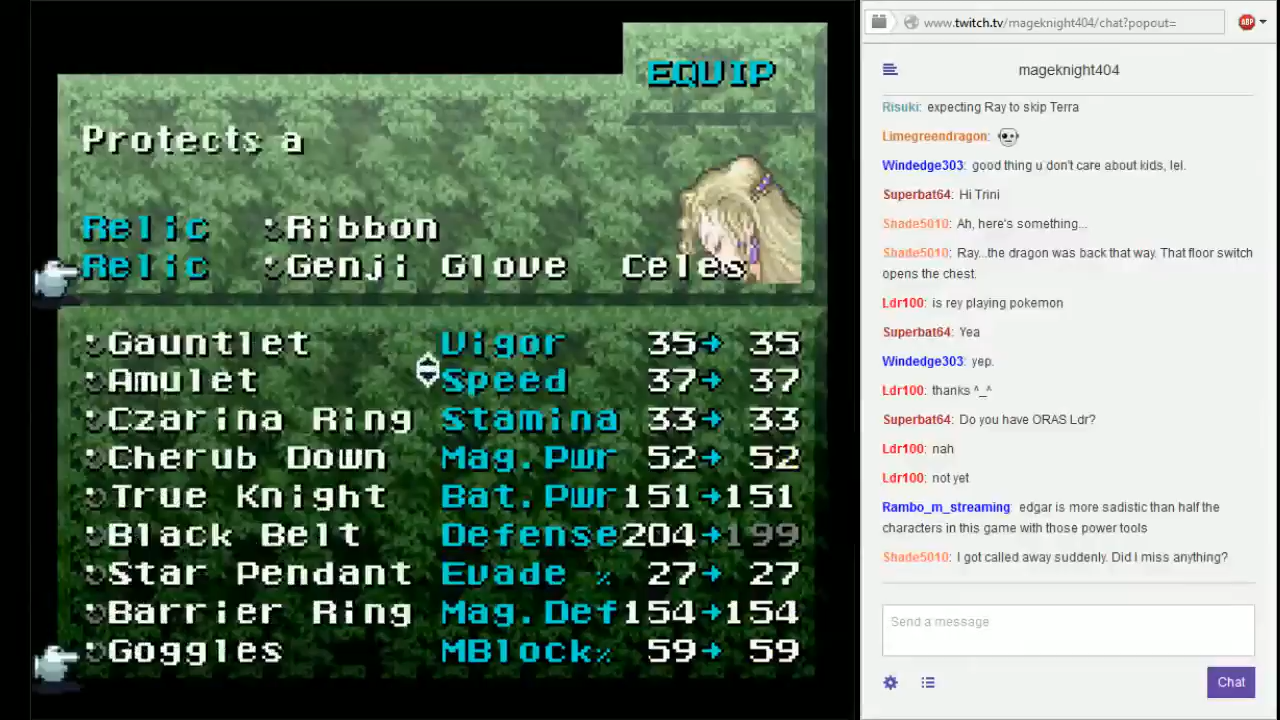 EQUIP
Protects a
Relic Ribbon
Relic Genji Glove Celes
Gauntlet Vigor 35→ 35
Amulet Speed 37→ 37
Czarina Ring Stamina 33→ 33
Cherub Down Mag.Pwr 52→ 52
True Knight Bat.Pwr 151→151
Black Belt Defense 204→199
Star Pendant Evade % 27→ 27
Barrier Ring Mag.Def 154→154
Goggles MBlock% 59→ 59
www.twitch.tv/mageknight404/chat?popout=
ABP
mageknight404
Risuki: expecting Ray to skip Terra
Limegreendragon:
Windedge303: good thing u don't care about kids, lel.
Superbat64: Hi Trini
Shade5010: Ah, here's something...
Shade5010: Ray...the dragon was back that way. That floor switch
opens the chest.
Ldr100: is rey playing pokemon
Superbat64: Yea
Windedge303: yep.
Ldr100: thanks ^_^
Superbat64: Do you have ORAS Ldr?
Ldr100: nah
Ldr100: not yet
Rambo_m_streaming: edgar is more sadistic than half the
characters in this game with those power tools
Shade5010: I got called away suddenly. Did I miss anything?
Send a message
Chat